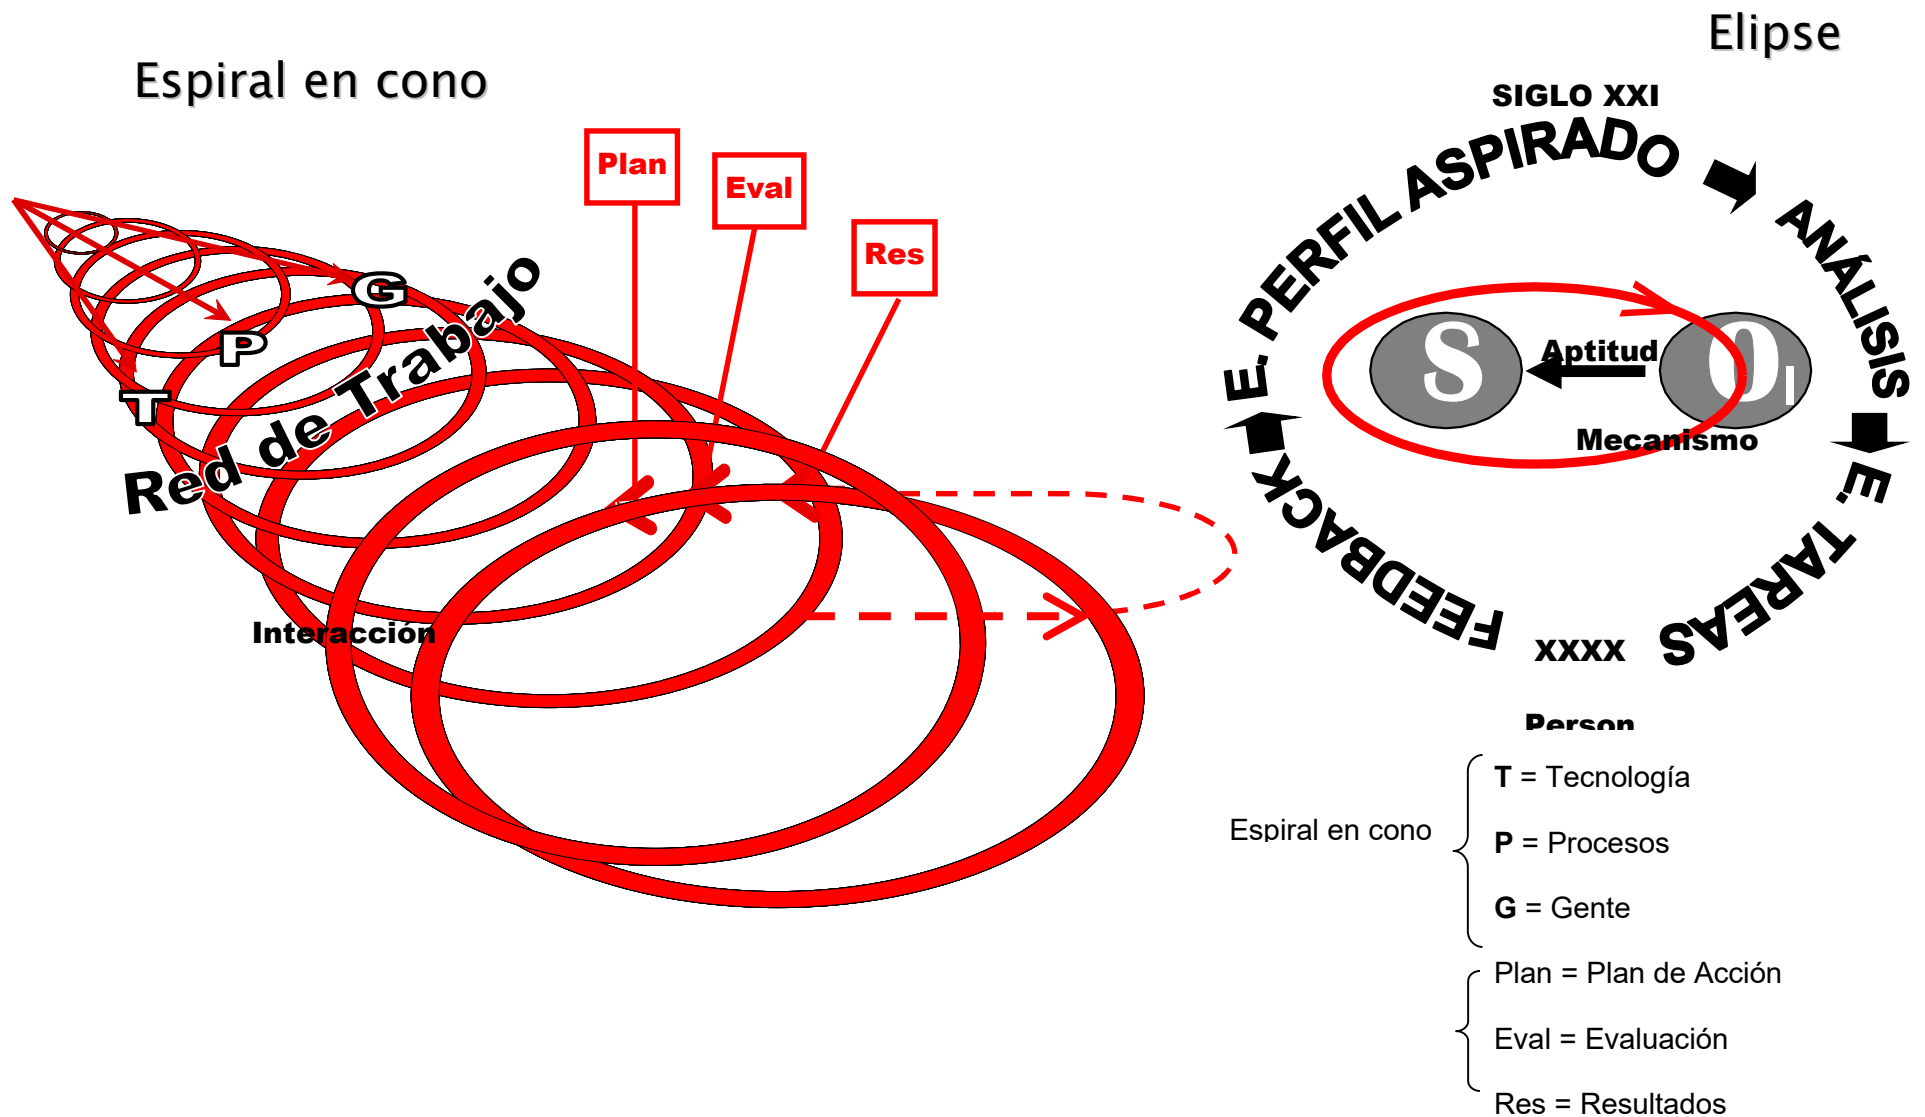 Elipse
Espiral en cono
SIGLO XXI
Plan
Eval
Res
E. PERFIL ASPIRADO
ANÁLISIS
E. TAREAS
FEEDBACK
G
P
T
Red de Trabajo
Interacción
S
Aptitud
O
Mecanismo
XXXX
Person
T = Tecnología
Espiral en cono
P = Procesos
G = Gente
Plan = Plan de Acción
Eval = Evaluación
Res = Resultados